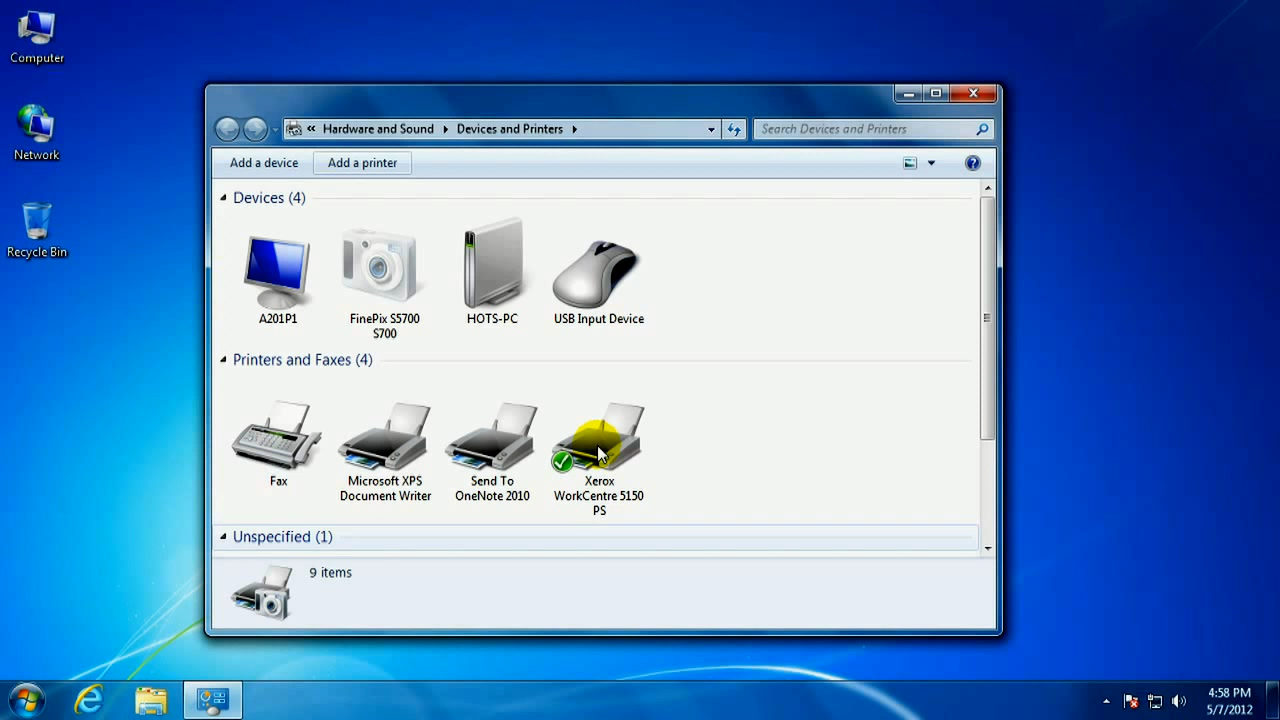 Computer
Network
Recycle Bin
« Hardware and Sound Devices and Printers
Search Devices and Printers
Add a device
Add a printer
Devices (4)
A201P1
FinePix S5700
S700
HOTS-PC
USB Input Device
Printers and Faxes (4)
Fax
Microsoft XPS
Document Writer
Send To
OneNote 2010
Xerox
WorkCentre 5150
PS
Unspecified (1)
9 items
4:58 PM
5/7/2012